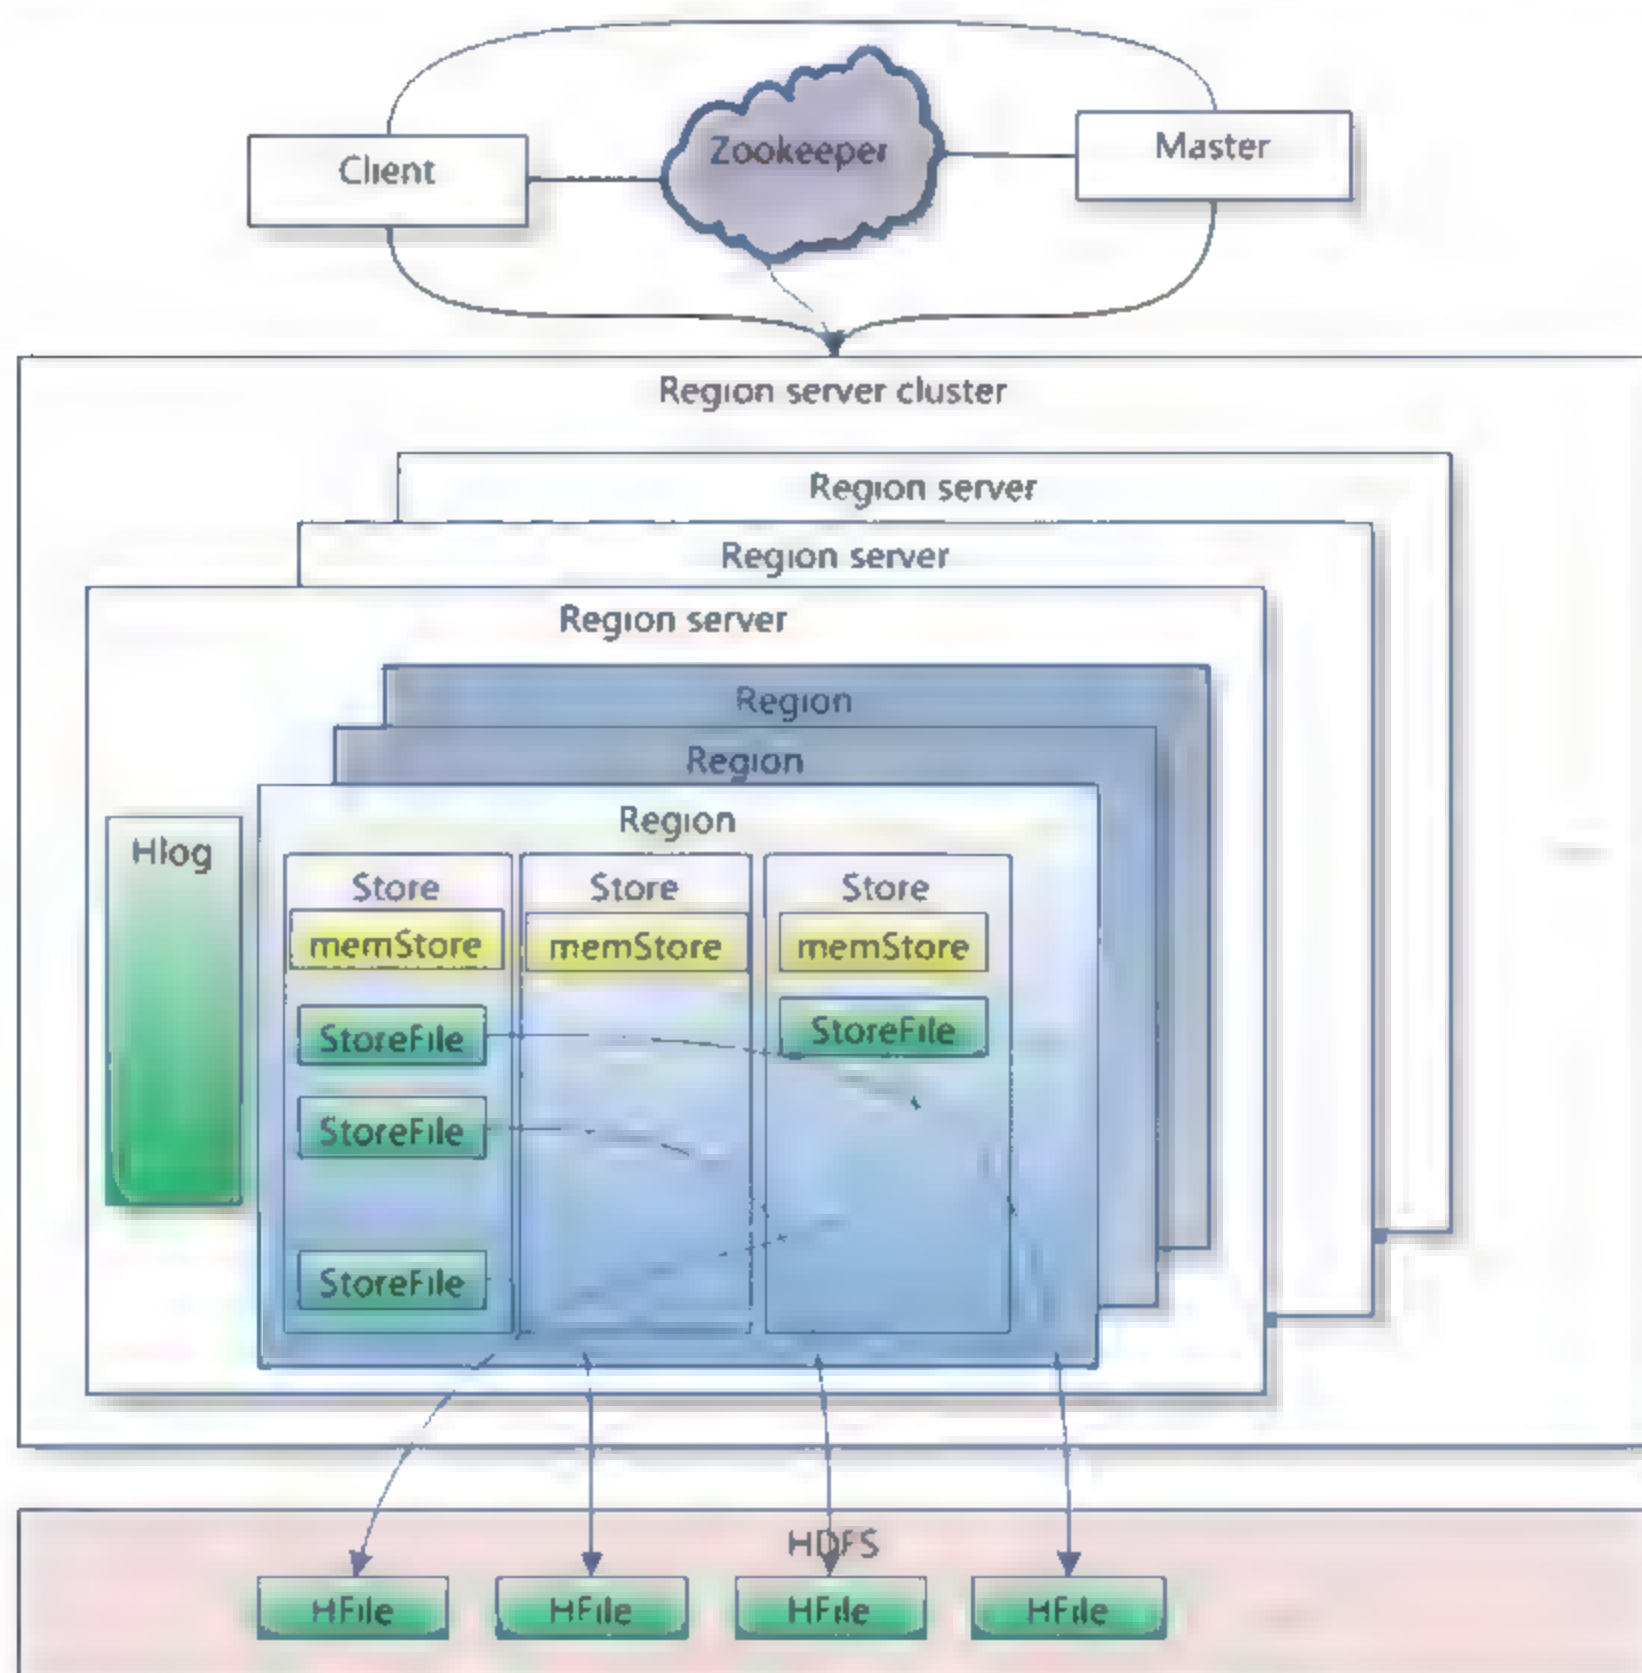 Client
Zookeeper
Master
Region server cluster
Region server
Region server
Region server
Region
Region
Region
Hlog
Store
Store
Store
memStore
memStore
memStore
StoreFile
StoreFile
StoreFile
StoreFile
HDFS
HFile
HFile
HFile
HFile